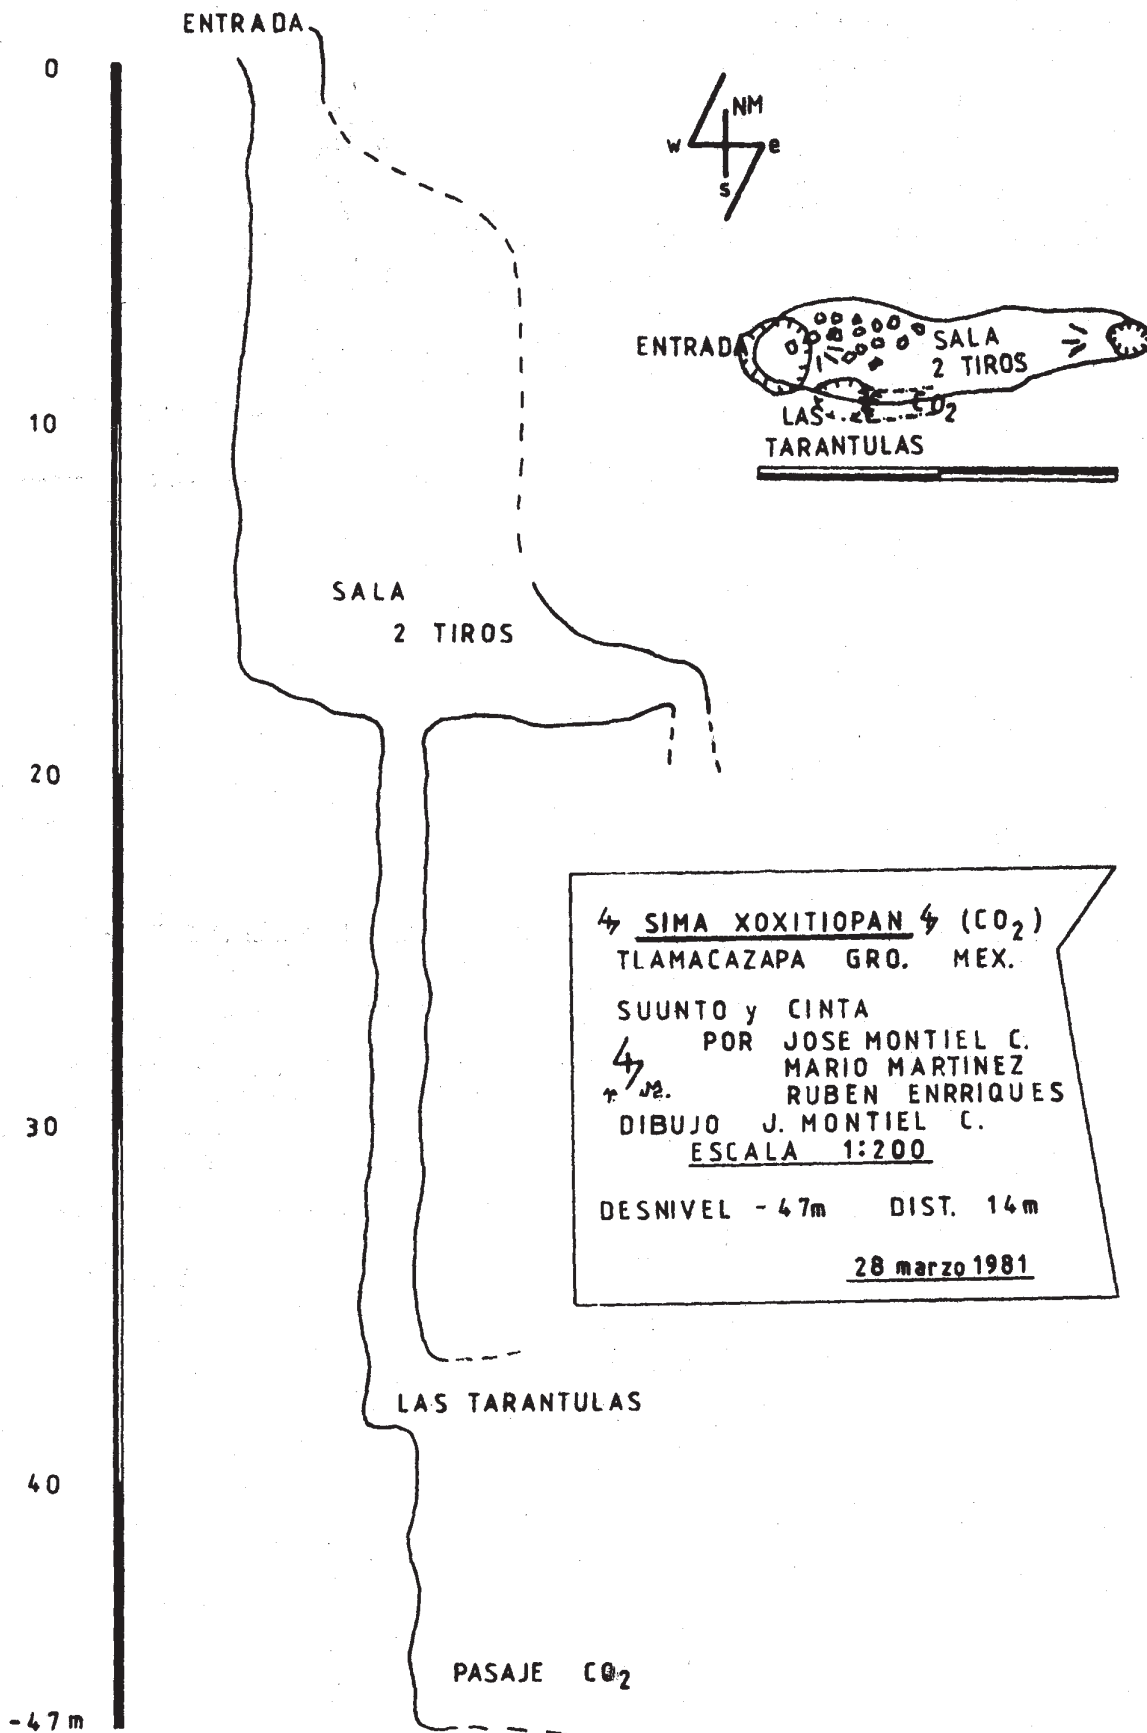 ENTRADA
0
10
20
30
40
-47m
SALA
2 TIROS
LAS TARANTULAS
PASAJE CO₂
NM
w e
s
ENTRADA
SALA
2 TIROS
CO₂
LAS
TARANTULAS
SIMA XOXITIOPAN (CO₂)
TLAMACAZAPA GRO. MEX.
SUUNTO y CINTA
POR JOSE MONTIEL C.
MARIO MARTINEZ
RUBEN ENRRIQUES
DIBUJO J. MONTIEL C.
ESCALA 1:200
DESNIVEL -47m DIST. 14m
28 marzo 1981